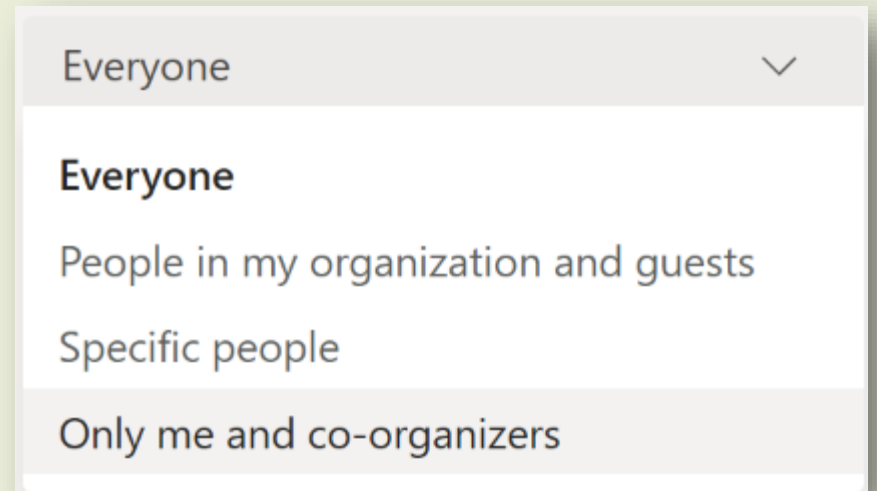 Everyone
Everyone
People in my organization and guests
Specific people
Only me and co-organizers